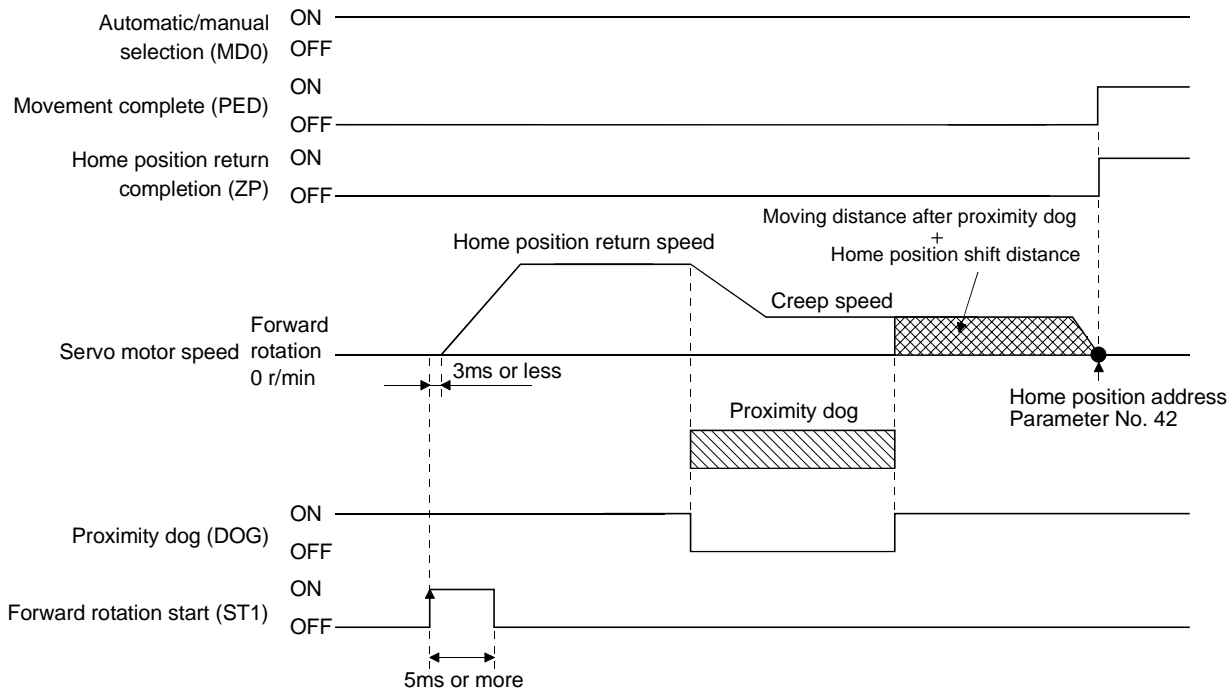 Automatic/manual
selection (MD0)
ON
OFF
Movement complete (PED)
ON
OFF
Home position return
completion (ZP)
ON
OFF
Moving distance after proximity dog
+
Home position shift distance
Home position return speed
Creep speed
Servo motor speed
Forward
rotation
0 r/min
3ms or less
Home position address
Parameter No. 42
Proximity dog
Proximity dog (DOG)
ON
OFF
Forward rotation start (ST1)
ON
OFF
5ms or more